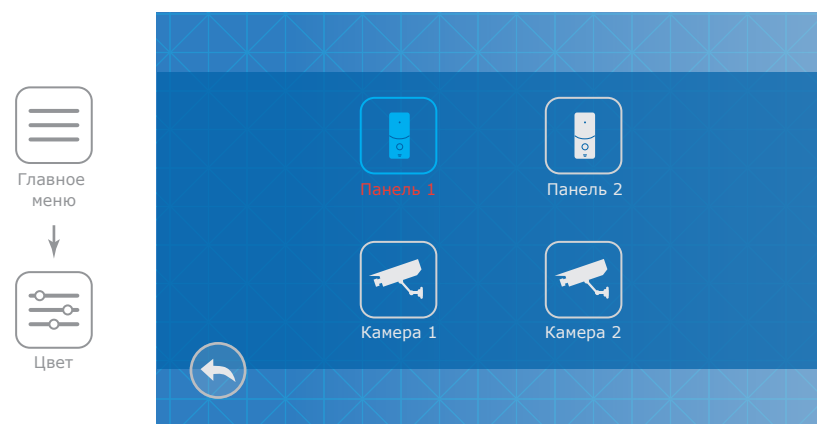 Главное
меню
Цвет
Панель 1
Панель 2
Камера 1
Камера 2